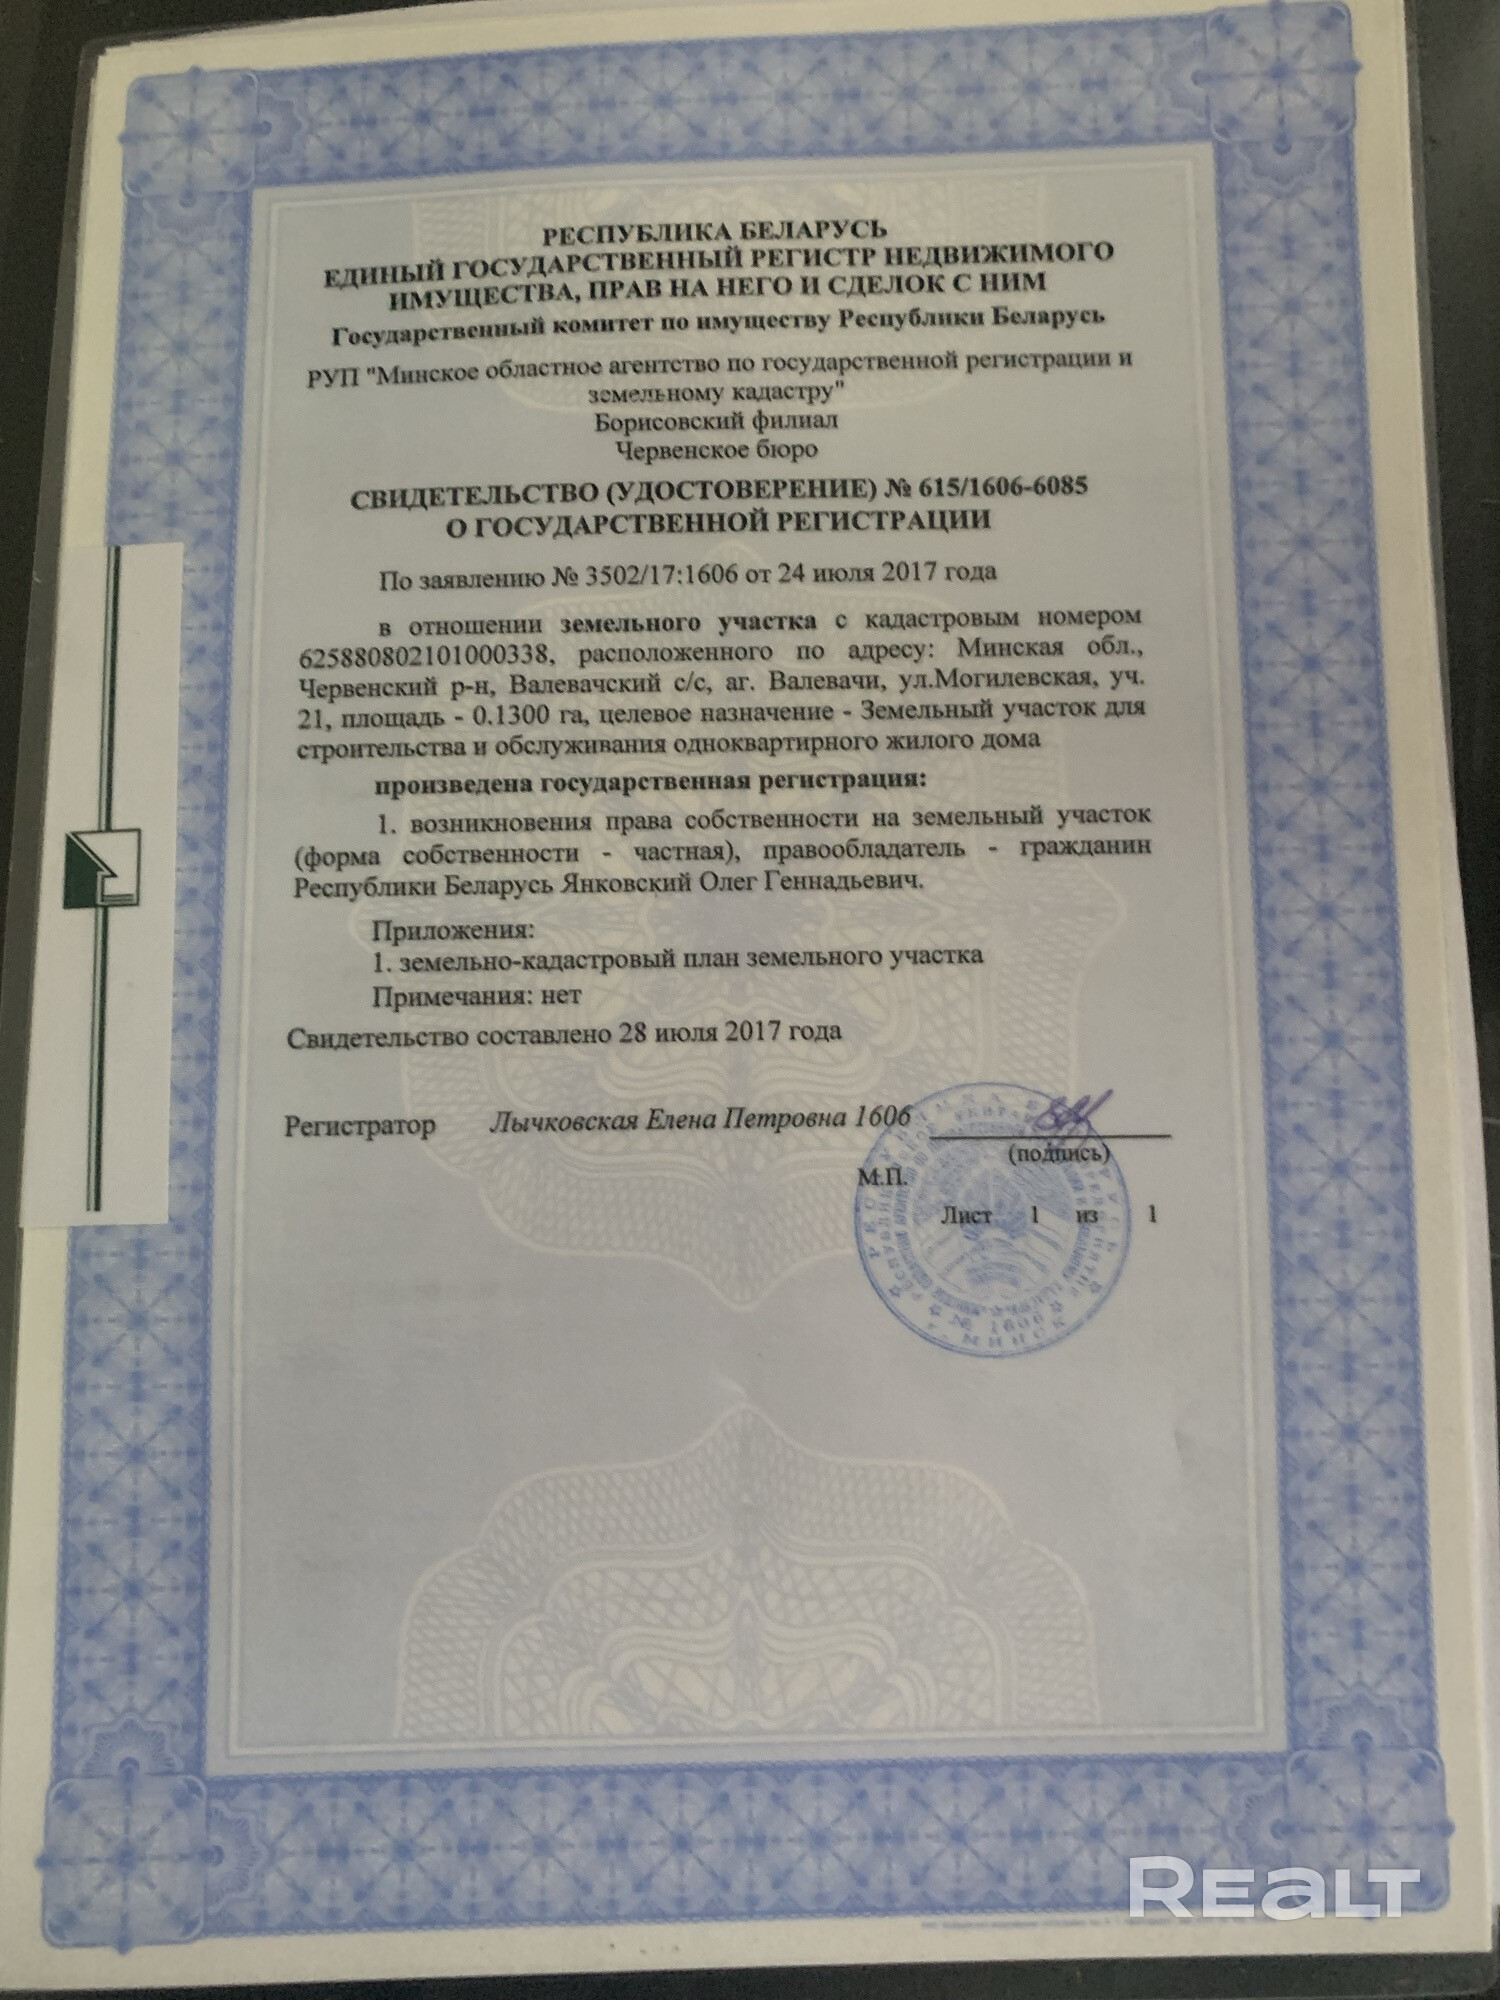 РЕСПУБЛИКА БЕЛАРУСЬ
ЕДИНЫЙ ГОСУДАРСТВЕННЫЙ РЕГИСТР НЕДВИЖИМОГО
ИМУЩЕСТВА, ПРАВ НА НЕГО И СДЕЛОК С НИМ
Государственный комитет по имуществу Республики Беларусь
РУП "Минское областное агентство по государственной регистрации и
земельному кадастру"
Борисовский филиал
Червенское бюро
СВИДЕТЕЛЬСТВО (УДОСТОВЕРЕНИЕ) № 615/1606-6085
О ГОСУДАРСТВЕННОЙ РЕГИСТРАЦИИ
По заявлению № 3502/17:1606 от 24 июля 2017 года
в отношении земельного участка с кадастровым номером
625880802101000338, расположенного по адресу: Минская обл.,
Червенский р-н, Валевачский с/с, аг. Валевачи, ул.Могилевская, уч.
21, площадь - 0.1300 га, целевое назначение - Земельный участок для
строительства и обслуживания одноквартирного жилого дома
произведена государственная регистрация:
1. возникновения права собственности на земельный участок
(форма собственности - частная), правообладатель - гражданин
Республики Беларусь Янковский Олег Геннадьевич.
Приложения:
1. земельно-кадастровый план земельного участка
Примечания: нет
Свидетельство составлено 28 июля 2017 года
Регистратор Лычковская Елена Петровна 1606
(подпись)
М.П.
Лист 1 из 1
№ 1606
МИНСК
REALT